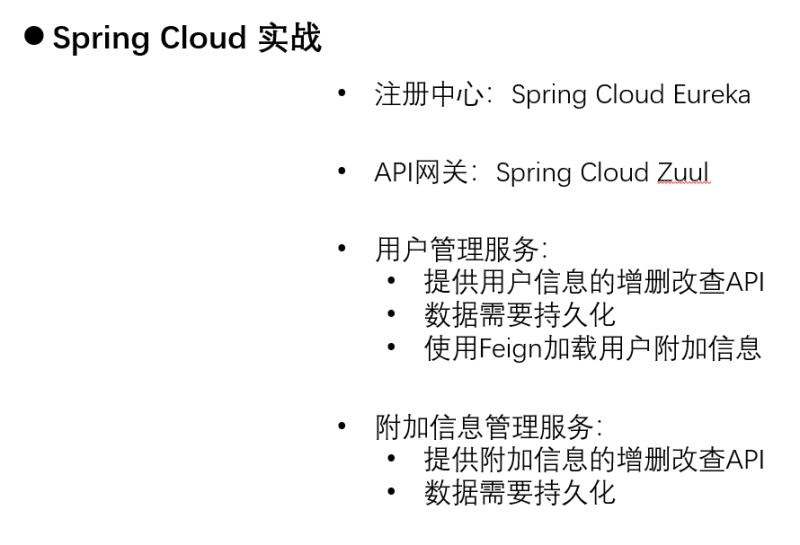 ● Spring Cloud 实战
• 注册中心：Spring Cloud Eureka
• API网关：Spring Cloud Zuul
• 用户管理服务：
• 提供用户信息的增删改查API
• 数据需要持久化
• 使用Feign加载用户附加信息
• 附加信息管理服务：
• 提供附加信息的增删改查API
• 数据需要持久化